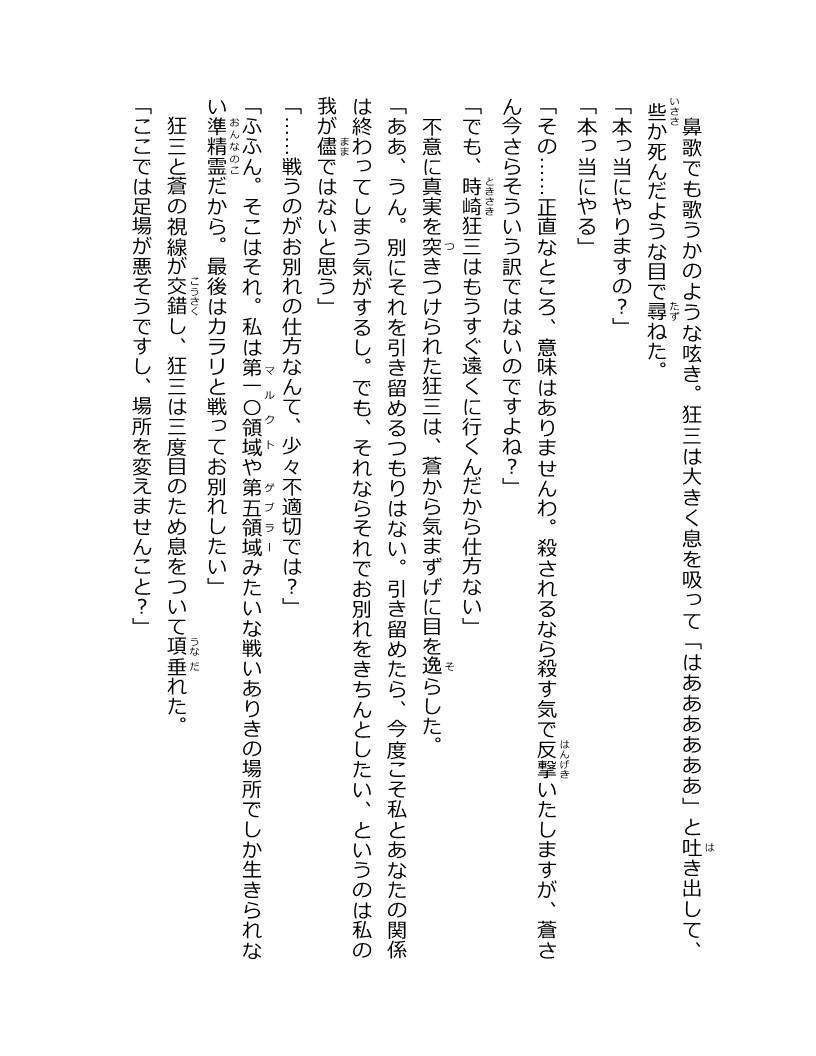 鼻歌でも歌うかのような呟き。狂三は大きく息を吸って「はああああああ」と吐き出して、
些か死んだような目で尋ねた。
「本っ当にやりますの？」
「本っ当にやる」
「その……正直なところ、意味はありませんわ。殺されるなら殺す気で反撃いたしますが、蒼さ
ん今さらそういう訳ではないのですよね？」
「でも、時崎狂三はもうすぐ遠くに行くんだから仕方ない」
不意に真実を突きつけられた狂三は、蒼から気まずげに目を逸らした。
「ああ、うん。別にそれを引き留めるつもりはない。引き留めたら、今度こそ私とあなたの関係
は終わってしまう気がするし。でも、それならそれでお別れをきちんとしたい、というのは私の
我が儘ではないと思う」
「……戦うのがお別れの仕方なんて、少々不適切では？」
「ふふん。そこはそれ。私は第一〇領域や第五領域みたいな戦いありきの場所でしか生きられな
い準精霊だから。最後はカラリと戦ってお別れしたい」
狂三と蒼の視線が交錯し、狂三は三度目のため息をついて項垂れた。
「ここでは足場が悪そうですし、場所を変えませんこと？」